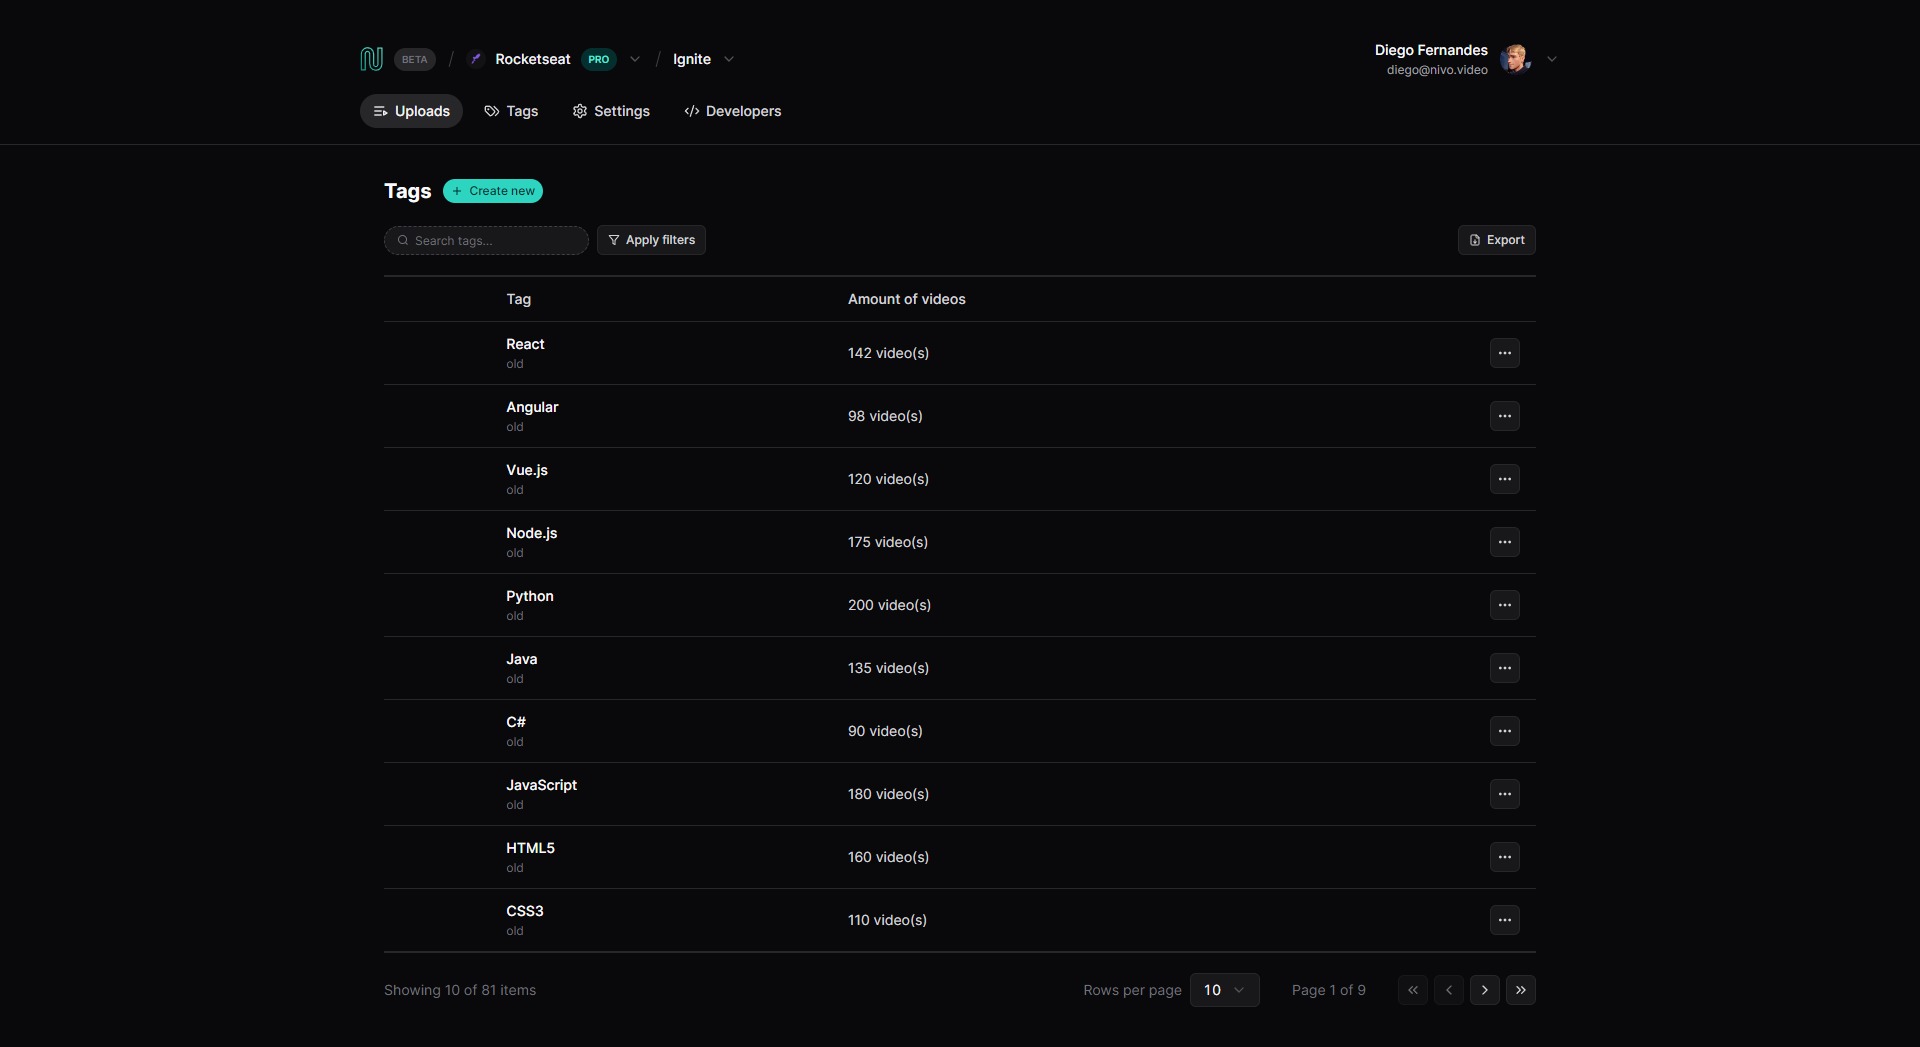 BETA / Rocketseat PRO / Ignite
Diego Fernandes
diego@nivo.video
Uploads Tags Settings Developers
Tags + Create new
Search tags... Apply filters Export
Tag Amount of videos
React
old
142 video(s)
Angular
old
98 video(s)
Vue.js
old
120 video(s)
Node.js
old
175 video(s)
Python
old
200 video(s)
Java
old
135 video(s)
C#
old
90 video(s)
JavaScript
old
180 video(s)
HTML5
old
160 video(s)
CSS3
old
110 video(s)
Showing 10 of 81 items Rows per page 10 Page 1 of 9